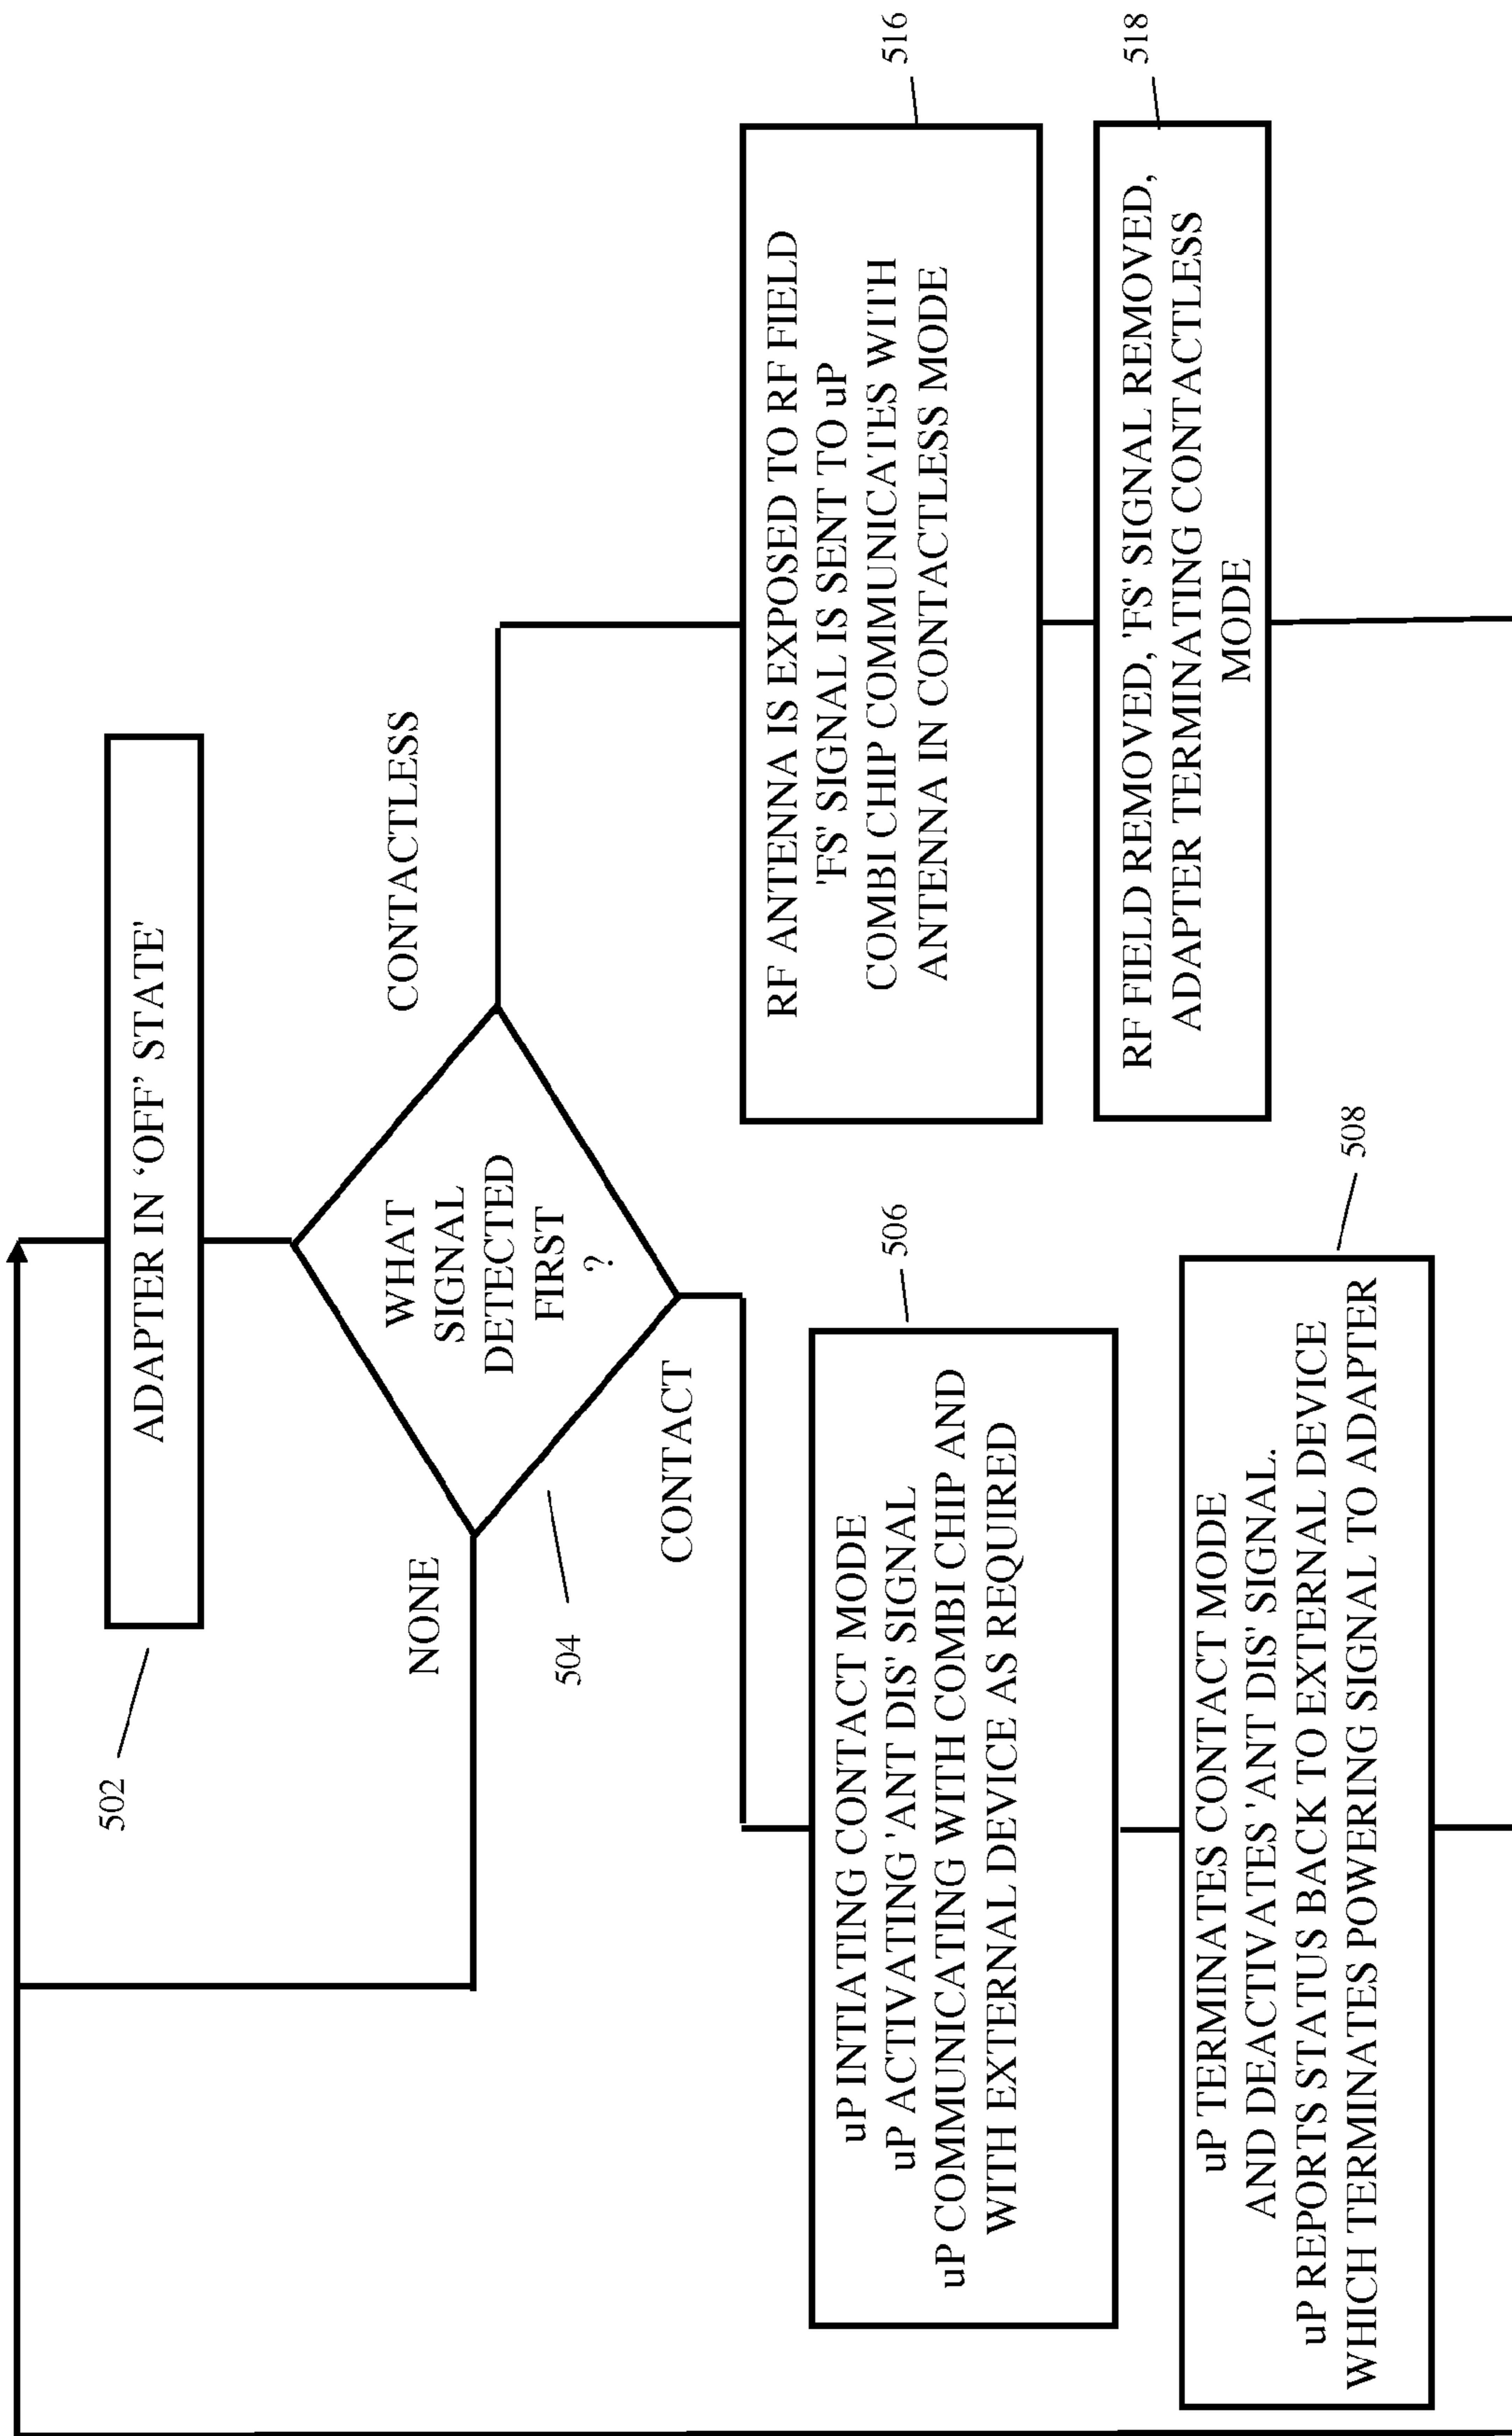 ADAPTER IN ‘OFF’ STATE'
502
WHAT
SIGNAL
DETECTED
FIRST
?
504
NONE
CONTACTLESS
CONTACT
506
uP INTIATING CONTACT MODE
uP ACTIVATING 'ANT DIS' SIGNAL
uP COMMUNICATING WITH COMBI CHIP AND
WITH EXTERNAL DEVICE AS REQUIRED
508
uP TERMINATES CONTACT MODE
AND DEACTIVATES 'ANT DIS' SIGNAL.
uP REPORTS STATUS BACK TO EXTERNAL DEVICE
WHICH TERMINATES POWERING SIGNAL TO ADAPTER
516
RF ANTENNA IS EXPOSED TO RF FIELD
'FS' SIGNAL IS SENT TO uP
COMBI CHIP COMMUNICATES WITH
ANTENNA IN CONTACTLESS MODE
518
RF FIELD REMOVED, 'FS' SIGNAL REMOVED,
ADAPTER TERMINATING CONTACTLESS
MODE